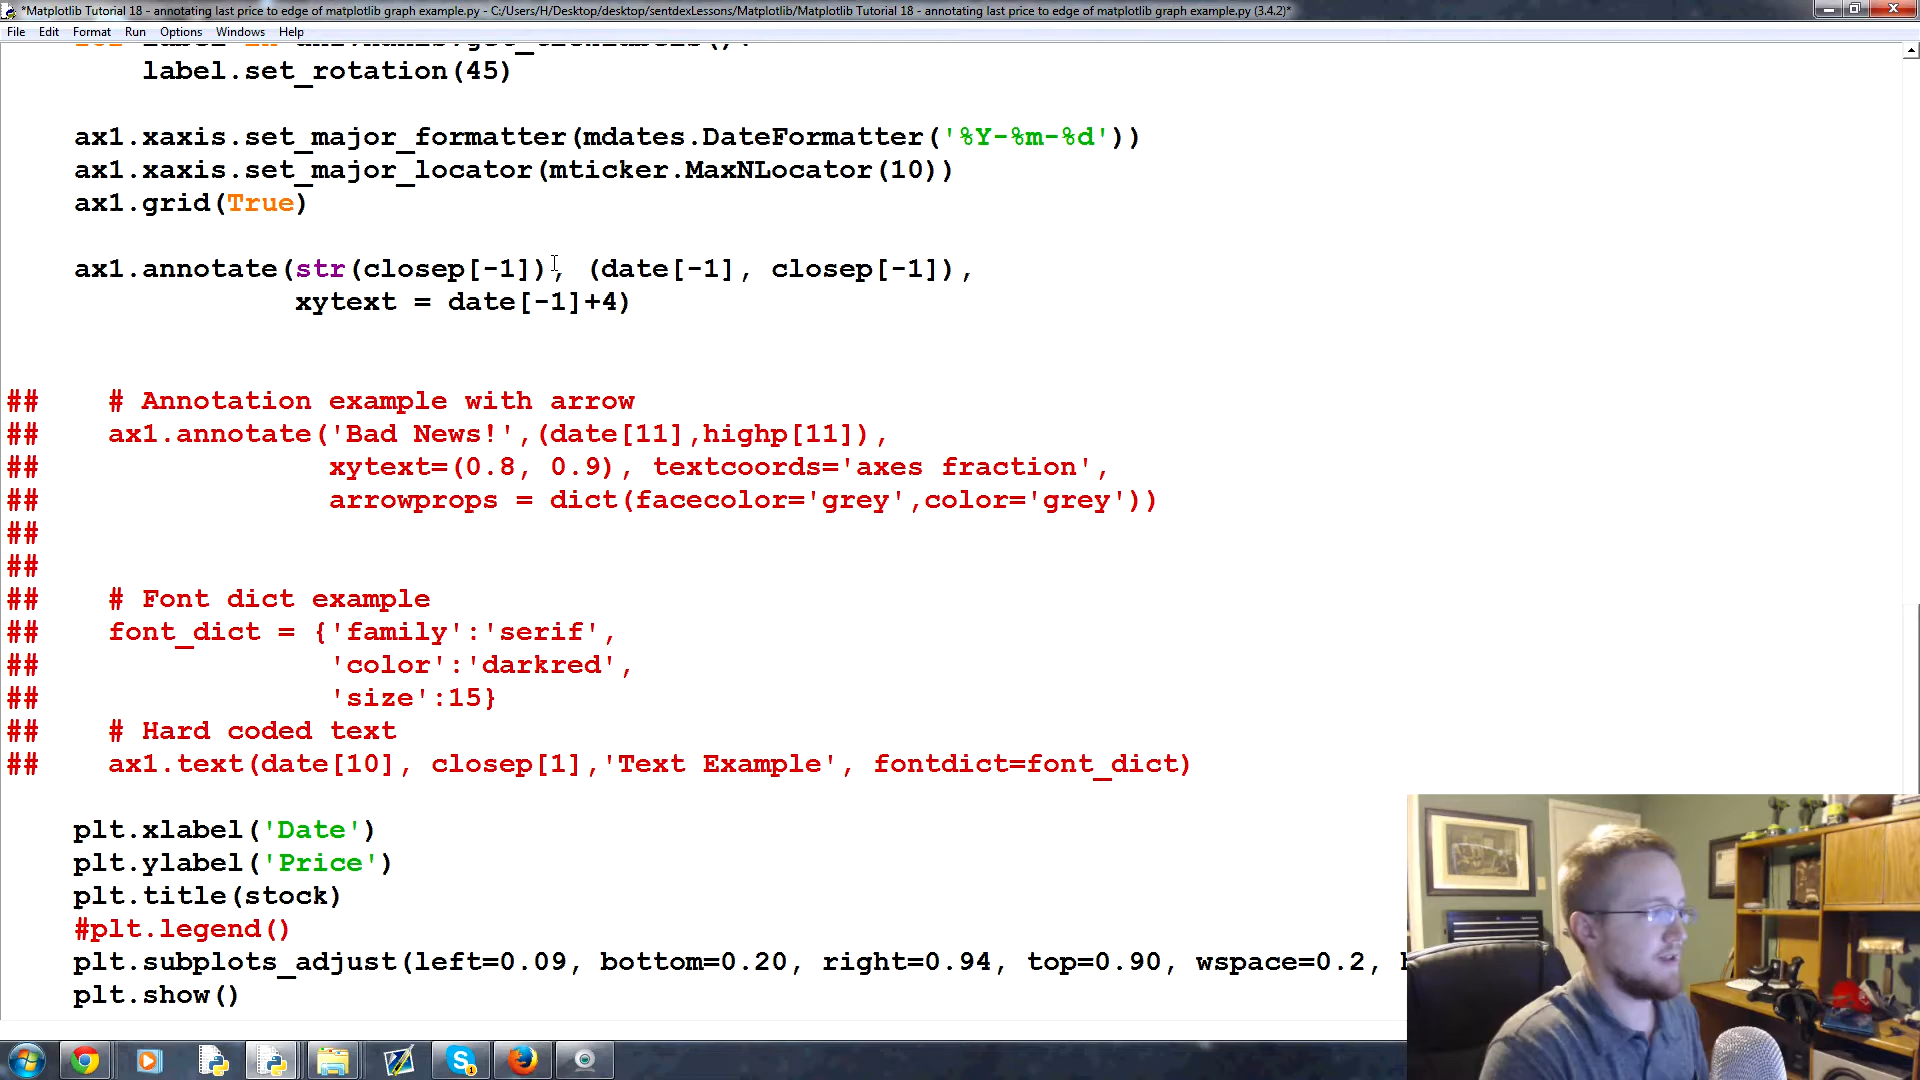 *Matplotlib Tutorial 18 - annotating last price to edge of matplotlib graph example.py - C:/Users/H/Desktop/desktop/sentdexLessons/Matplotlib/Matplotlib Tutorial 18 - annotating last price to edge of matplotlib graph example.py (3.4.2)*
File Edit Format Run Options Windows Help
label.set_rotation(45)
ax1.xaxis.set_major_formatter(mdates.DateFormatter('%Y-%m-%d'))
ax1.xaxis.set_major_locator(mticker.MaxNLocator(10))
ax1.grid(True)
ax1.annotate(str(closep[-1]), (date[-1], closep[-1]),
xytext = date[-1]+4)
## # Annotation example with arrow
## ax1.annotate('Bad News!',(date[11],highp[11]),
## xytext=(0.8, 0.9), textcoords='axes fraction',
## arrowprops = dict(facecolor='grey',color='grey'))
##
##
## # Font dict example
## font_dict = {'family':'serif',
## 'color':'darkred',
## 'size':15}
## # Hard coded text
## ax1.text(date[10], closep[1],'Text Example', fontdict=font_dict)
plt.xlabel('Date')
plt.ylabel('Price')
plt.title(stock)
#plt.legend()
plt.subplots_adjust(left=0.09, bottom=0.20, right=0.94, top=0.90, wspace=0.2,
plt.show()